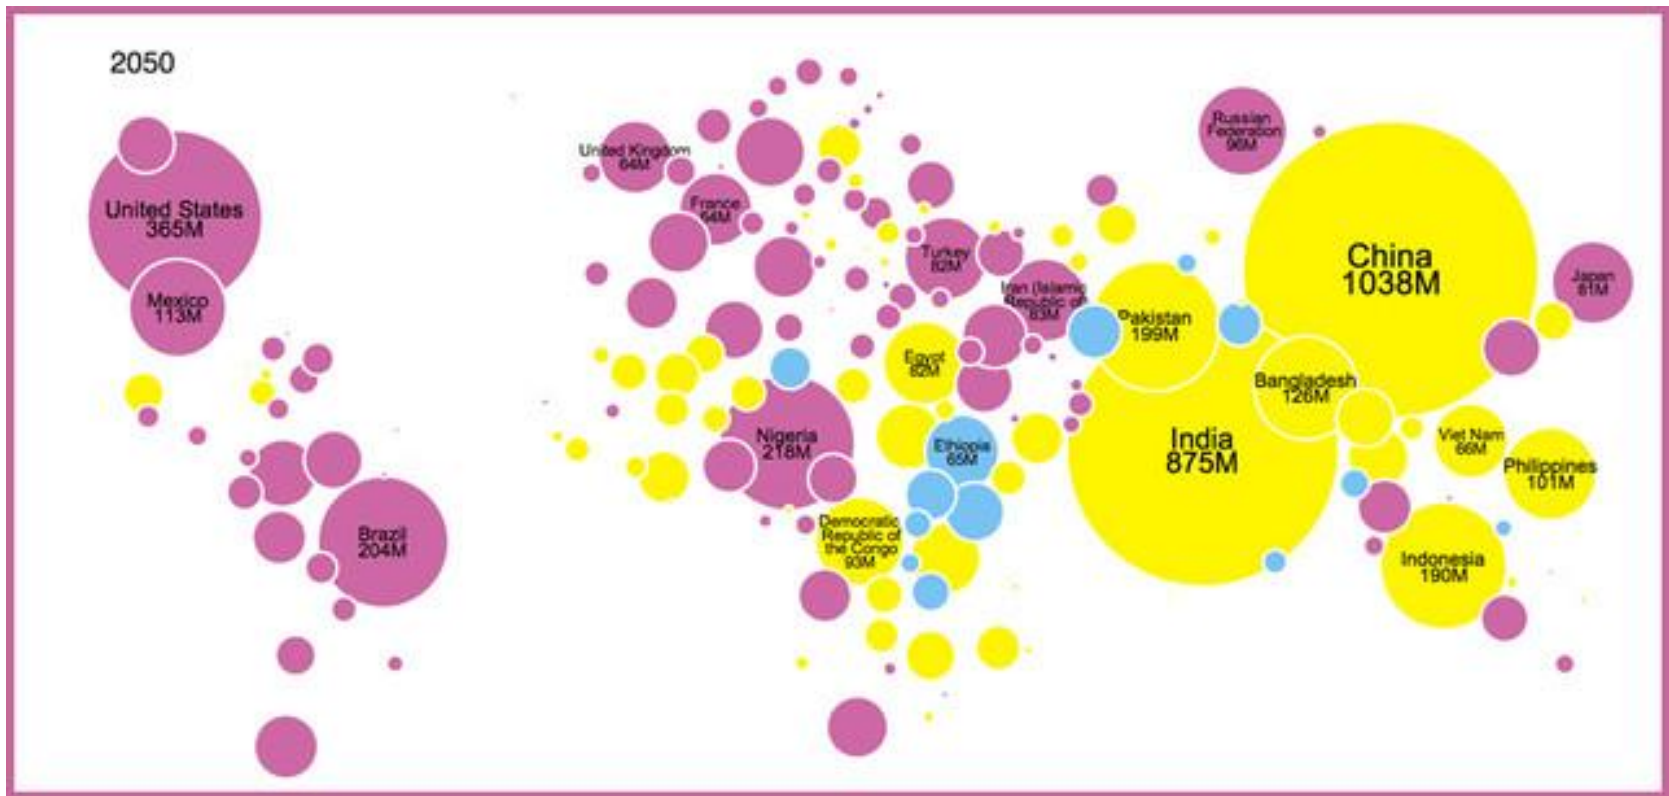 2050
Russian
Federation
96M
United Kingdom
64M
United States
365M
France
64M
Turkey
82M
China
1038M
Mexico
113M
Iran (Islamic
Republic of
83M
Japan
81M
Pakistan
199M
Egypt
82M
Bangladesh
126M
Nigeria
218M
Ethiopia
65M
India
875M
Viet Nam
66M
Philippines
101M
Brazil
204M
Democratic
Republic of
the Congo
93M
Indonesia
190M